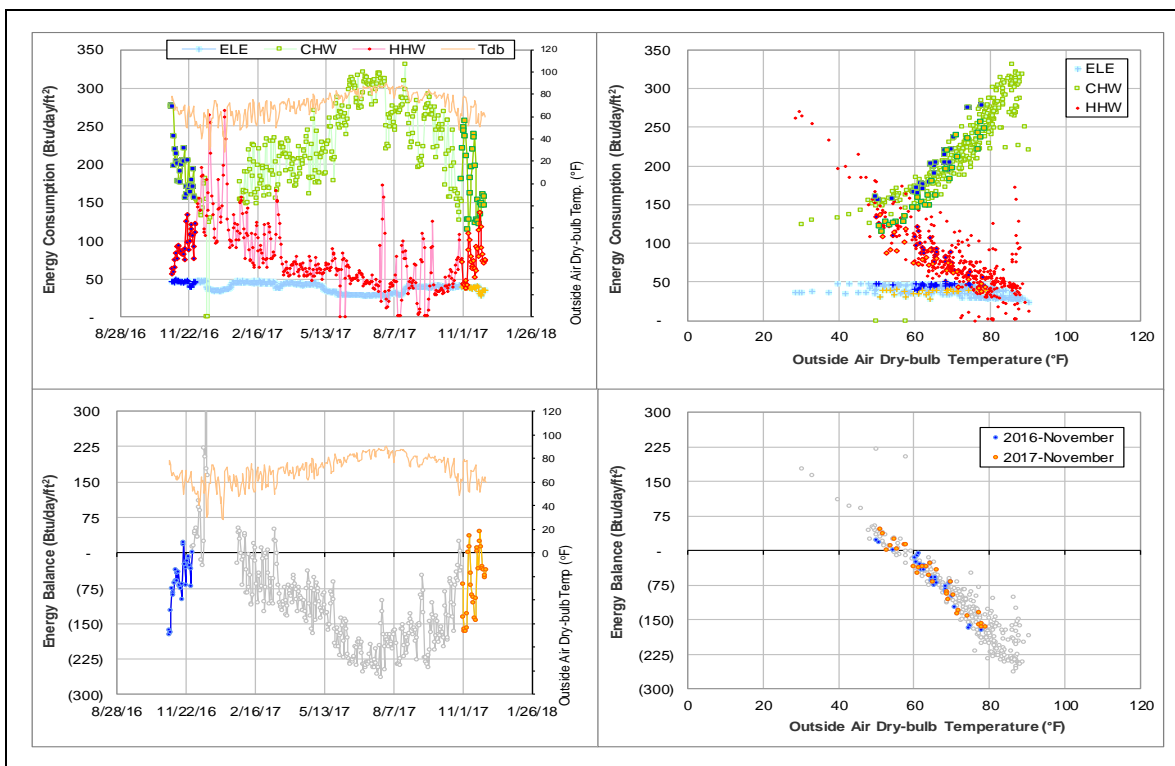 ELE CHW HHW Tdb
Energy Consumption (Btu/day/ft²)
350
300
250
200
150
100
50
-
120
100
80
60
40
20
0
Outside Air Dry-bulb Temp. (°F)
8/28/16 11/22/16 2/16/17 5/13/17 8/7/17 11/1/17 1/26/18
Energy Consumption (Btu/day/ft²)
350
300
250
200
150
100
50
-
ELE
CHW
HHW
0 20 40 60 80 100 120
Outside Air Dry-bulb Temperature (°F)
Energy Balance (Btu/day/ft²)
300
225
150
75
-
(75)
(150)
(225)
(300)
120
100
80
60
40
20
0
Outside Air Dry-bulb Temp (°F)
8/28/16 11/22/16 2/16/17 5/13/17 8/7/17 11/1/17 1/26/18
Energy Balance (Btu/day/ft²)
300
225
150
75
-
(75)
(150)
(225)
(300)
2016-November
2017-November
0 20 40 60 80 100 120
Outside Air Dry-bulb Temperature (°F)